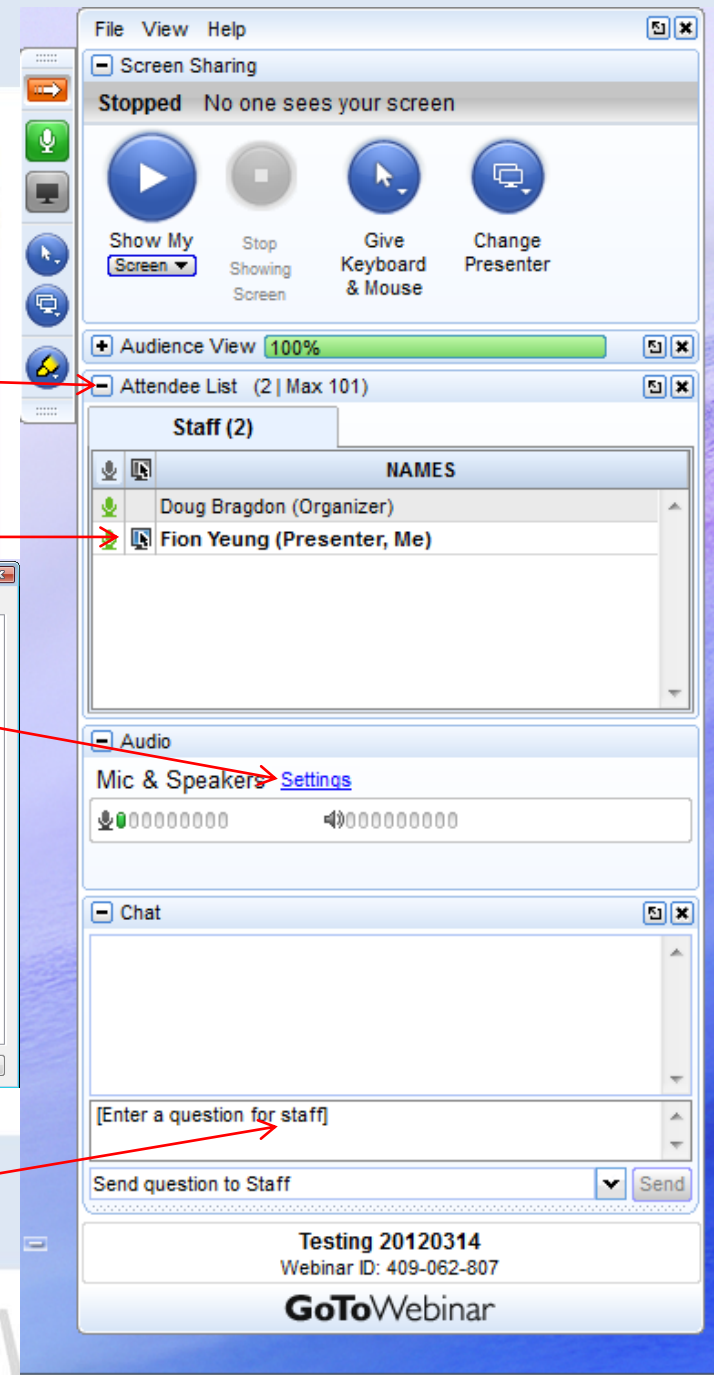 File View Help
Screen Sharing
Stopped No one sees your screen
Show My
Screen
Stop
Showing
Screen
Give
Keyboard
& Mouse
Change
Presenter
Audience View 100%
Attendee List (2 | Max 101)
Staff (2)
NAMES
Doug Bragdon (Organizer)
Fion Yeung (Presenter, Me)
Audio
Mic & Speakers Settings
Chat
[Enter a question for staff]
Send question to Staff
Send
Testing 20120314
Webinar ID: 409-062-807
GoToWebinar